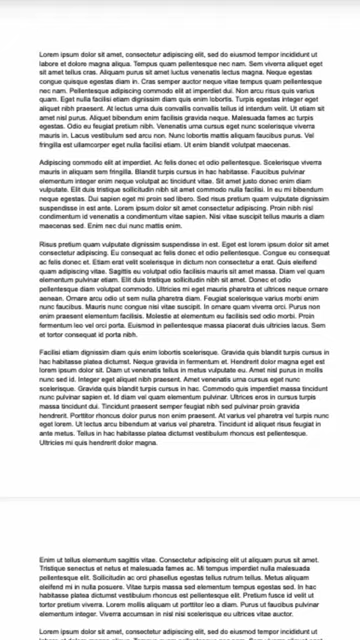 Lorem ipsum dolor sit amet, consectetur adipiscing elit, sed do eiusmod tempor incididunt ut
labore et dolore magna aliqua. Tempus quam pellentesque nec nam. Sem viverra aliquet eget
sit amet tellus cras. Aliquam purus sit amet luctus venenatis lectus magna. Neque egestas
congue quisque egestas diam in. Cras semper auctor neque vitae tempus quam pellentesque
nec nam. Pellentesque adipiscing commodo elit at imperdiet dui. Non arcu risus quis varius
quam. Eget nulla facilisi etiam dignissim diam quis enim lobortis. Turpis egestas integer eget
aliquet nibh praesent. At lectus urna duis convallis convallis tellus id interdum velit. Ut etiam sit
amet nisl purus. Aliquet bibendum enim facilisis gravida neque. Malesuada fames ac turpis
egestas. Odio eu feugiat pretium nibh. Venenatis urna cursus eget nunc scelerisque viverra
mauris in. Lacus vestibulum sed arcu non. Nunc lobortis mattis aliquam faucibus purus. Vel
fringilla est ullamcorper eget nulla facilisi etiam. Ut enim blandit volutpat maecenas.
Adipiscing commodo elit at imperdiet. Ac felis donec et odio pellentesque. Scelerisque viverra
mauris in aliquam sem fringilla. Blandit turpis cursus in hac habitasse. Faucibus pulvinar
elementum integer enim neque volutpat ac tincidunt vitae. Sit amet justo donec enim diam
vulputate. Elit duis tristique sollicitudin nibh sit amet commodo nulla facilisi. In eu mi bibendum
neque egestas. Dui sapien eget mi proin sed libero. Sed risus pretium quam vulputate dignissim
suspendisse in est ante. Lorem ipsum dolor sit amet consectetur adipiscing. Proin nibh nisl
condimentum id venenatis a condimentum vitae sapien. Nisi vitae suscipit tellus mauris a diam
maecenas sed. Enim nec dui nunc mattis enim.
Risus pretium quam vulputate dignissim suspendisse in est. Eget est lorem ipsum dolor sit amet
consectetur adipiscing. Eu consequat ac felis donec et odio pellentesque. Congue eu consequat
ac felis donec et. Etiam erat velit scelerisque in dictum non consectetur a erat. Quis eleifend
quam adipiscing vitae. Sagittis eu volutpat odio facilisis mauris sit amet massa. Diam vel quam
elementum pulvinar etiam. Elit duis tristique sollicitudin nibh sit amet. Donec et odio
pellentesque diam volutpat commodo. Ultricies mi eget mauris pharetra et ultrices neque ornare
aenean. Ornare arcu odio ut sem nulla pharetra diam. Feugiat scelerisque varius morbi enim
nunc faucibus. Mauris nunc congue nisi vitae suscipit. In ornare quam viverra orci. Purus non
enim praesent elementum facilisis. Molestie at elementum eu facilisis sed odio morbi. Proin
fermentum leo vel orci porta. Euismod in pellentesque massa placerat duis ultricies lacus. Sem
et tortor consequat id porta nibh.
Facilisi etiam dignissim diam quis enim lobortis scelerisque. Gravida quis blandit turpis cursus in
hac habitasse platea dictumst. Neque gravida in fermentum et. Hendrerit dolor magna eget est
lorem ipsum dolor sit. Diam ut venenatis tellus in metus vulputate eu. Amet nisl purus in mollis
nunc sed id. Integer eget aliquet nibh praesent. Amet venenatis urna cursus eget nunc
scelerisque. Gravida quis blandit turpis cursus in hac. Commodo quis imperdiet massa tincidunt
nunc pulvinar sapien et. Id diam vel quam elementum pulvinar. Ultrices eros in cursus turpis
massa tincidunt dui. Tincidunt praesent semper feugiat nibh sed pulvinar proin gravida
hendrerit. Porttitor rhoncus dolor purus non enim praesent. At varius vel pharetra vel turpis nunc
eget lorem. Ut lectus arcu bibendum at varius vel pharetra. Tincidunt id aliquet risus feugiat in
ante metus. Tellus in hac habitasse platea dictumst vestibulum rhoncus est pellentesque.
Ultricies mi quis hendrerit dolor magna.
Enim ut tellus elementum sagittis vitae. Consectetur adipiscing elit ut aliquam purus sit amet.
Tristique senectus et netus et malesuada fames ac. Mi tempus imperdiet nulla malesuada
pellentesque elit. Sollicitudin ac orci phasellus egestas tellus rutrum tellus. Metus aliquam
eleifend mi in nulla posuere. Vitae turpis massa sed elementum tempus egestas sed. In hac
habitasse platea dictumst vestibulum rhoncus est pellentesque elit. Pretium fusce id velit ut
tortor pretium viverra. Lorem mollis aliquam ut porttitor leo a diam. Purus ut faucibus pulvinar
elementum integer. Viverra accumsan in nisl nisi scelerisque eu ultrices vitae auctor.
Lorem ipsum dolor sit amet, consectetur adipiscing elit, sed do eiusmod tempor incididunt ut